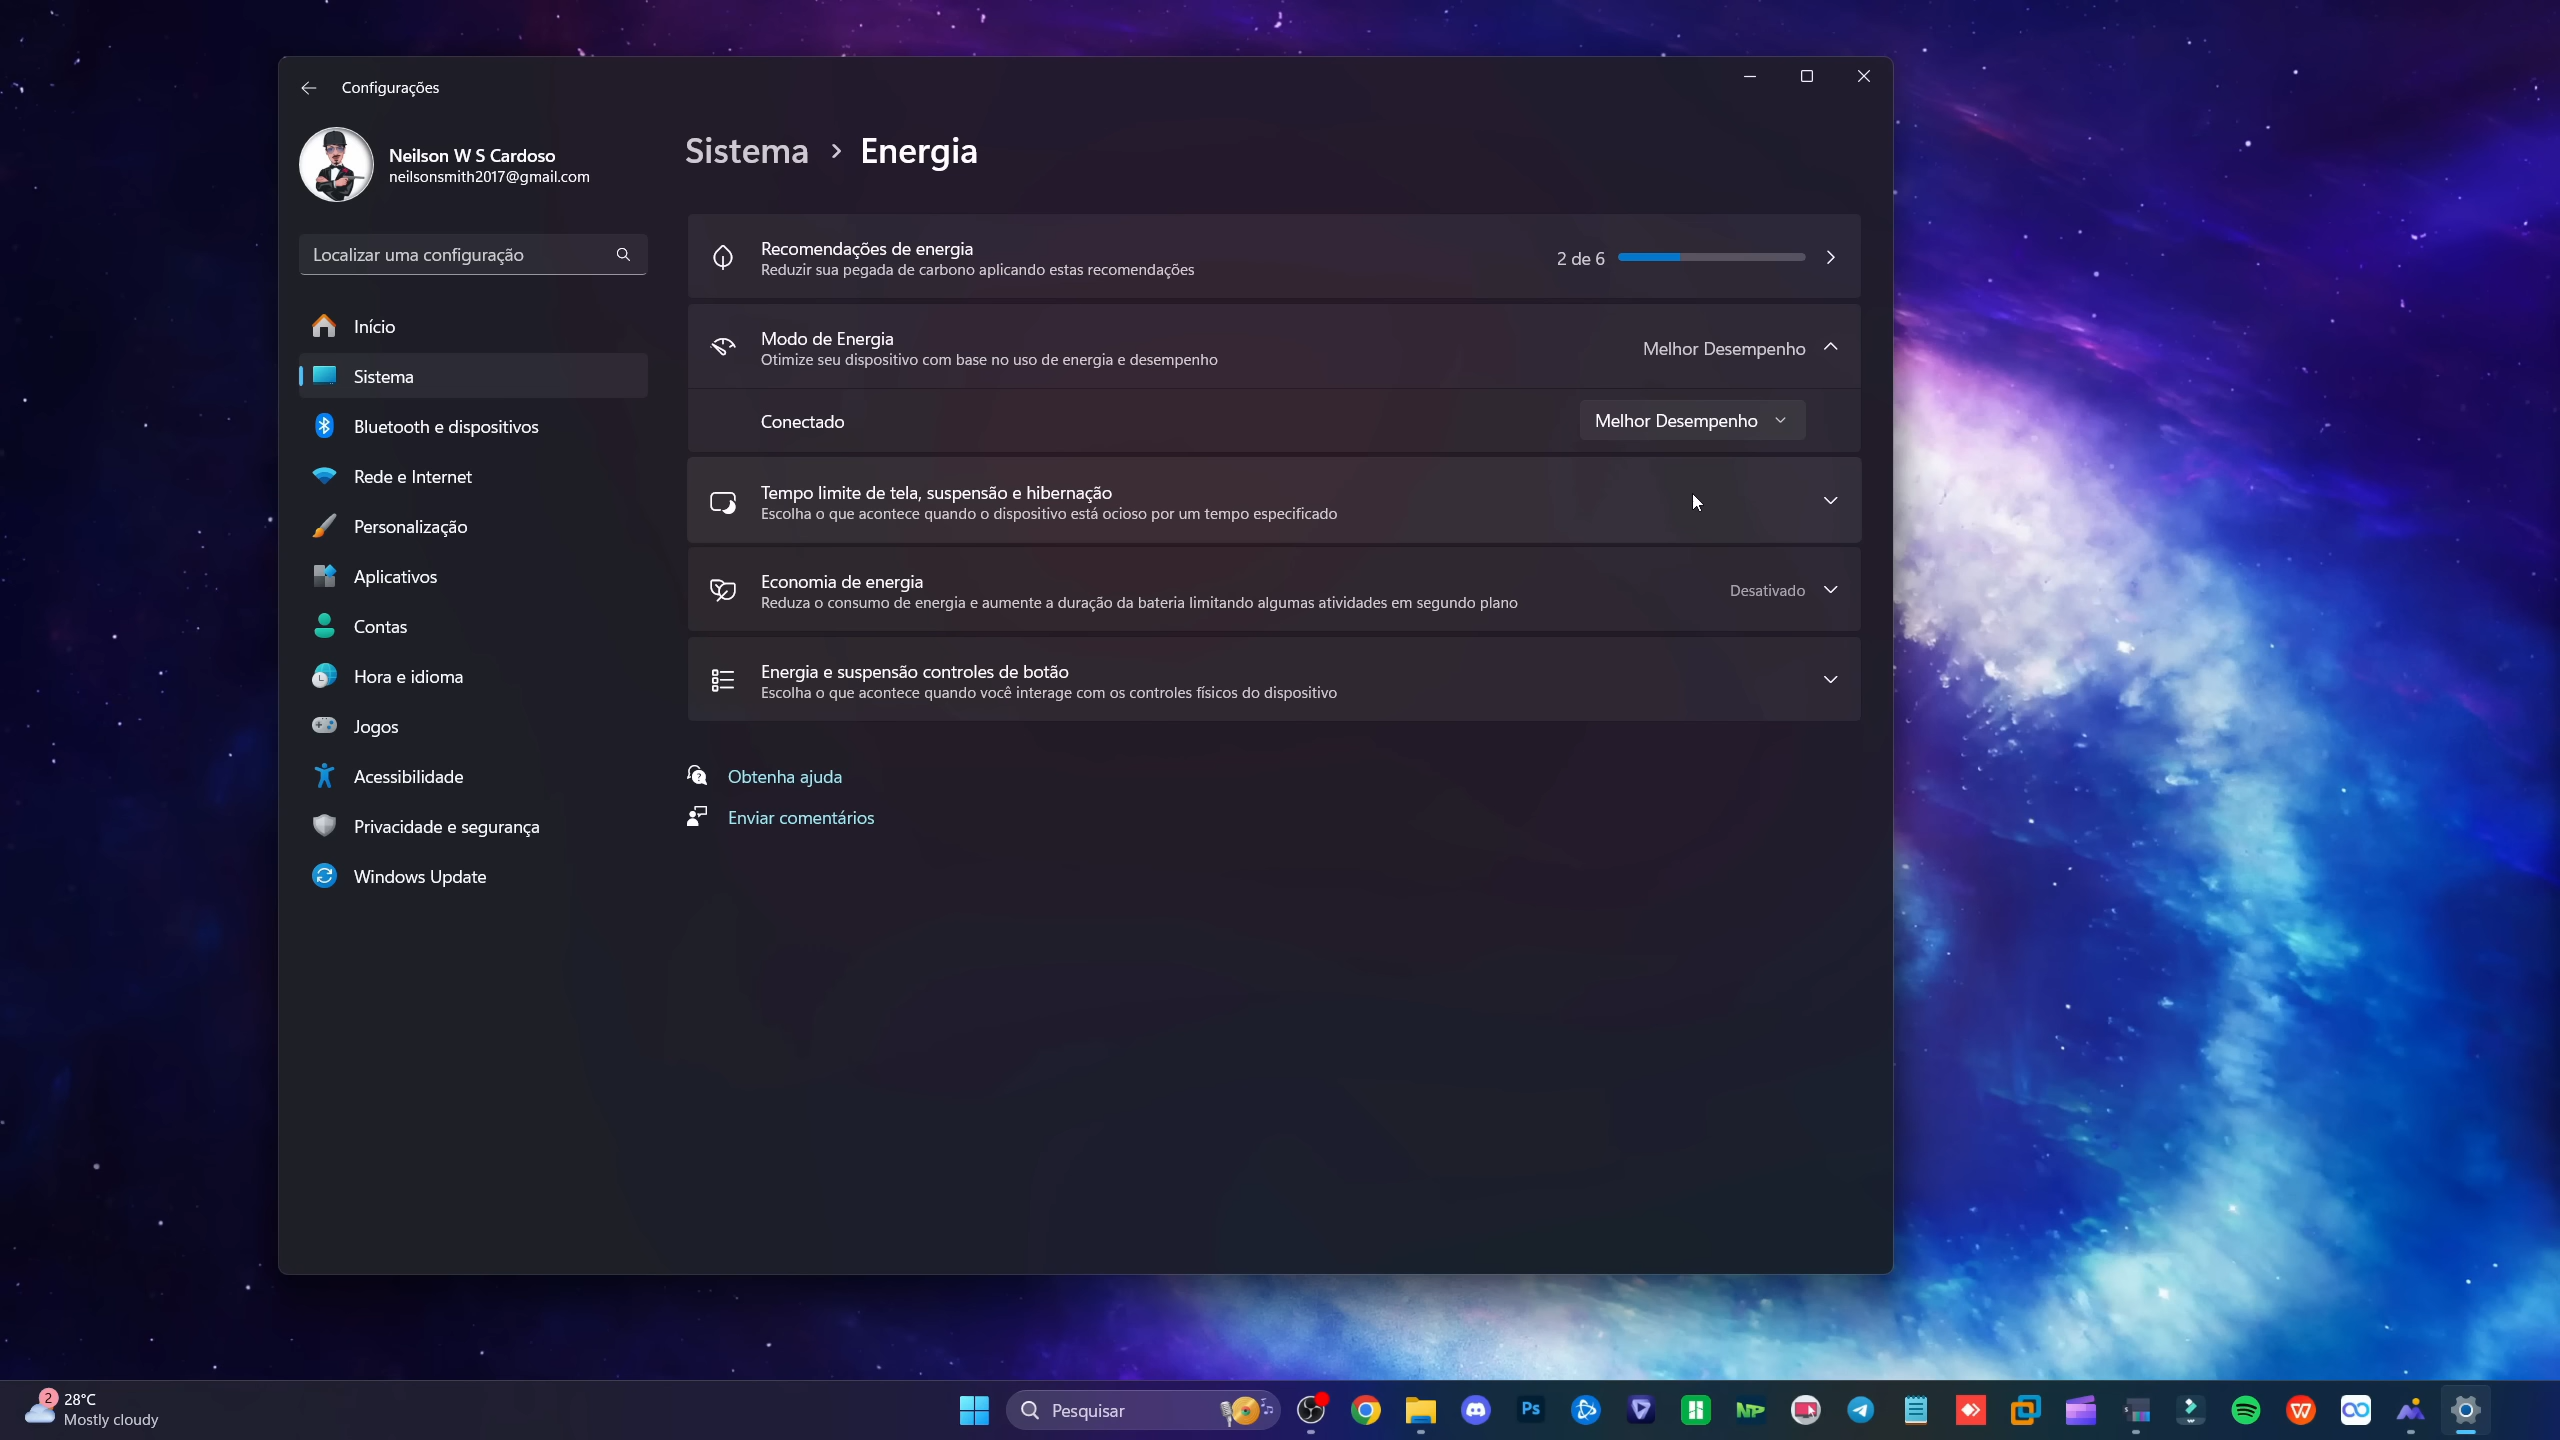 Configurações
Neilson W S Cardoso
neilsonsmith2017@gmail.com
Localizar uma configuração
Início
Sistema
Bluetooth e dispositivos
Rede e Internet
Personalização
Aplicativos
Contas
Hora e idioma
Jogos
Acessibilidade
Privacidade e segurança
Windows Update
Sistema > Energia
Recomendações de energia
Reduzir sua pegada de carbono aplicando estas recomendações
2 de 6
Modo de Energia
Otimize seu dispositivo com base no uso de energia e desempenho
Melhor Desempenho
Conectado
Melhor Desempenho
Tempo limite de tela, suspensão e hibernação
Escolha o que acontece quando o dispositivo está ocioso por um tempo especificado
Economia de energia
Reduza o consumo de energia e aumente a duração da bateria limitando algumas atividades em segundo plano
Desativado
Energia e suspensão controles de botão
Escolha o que acontece quando você interage com os controles físicos do dispositivo
Obtenha ajuda
Enviar comentários
2
28°C
Mostly cloudy
Pesquisar
Ps
NP
W